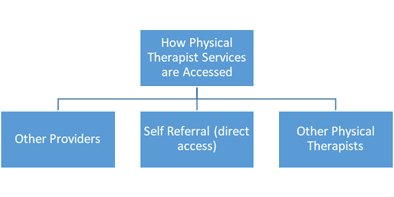 How Physical
Therapist Services
are Accessed
Other Providers
Self Referral (direct
access)
Other Physical
Therapists